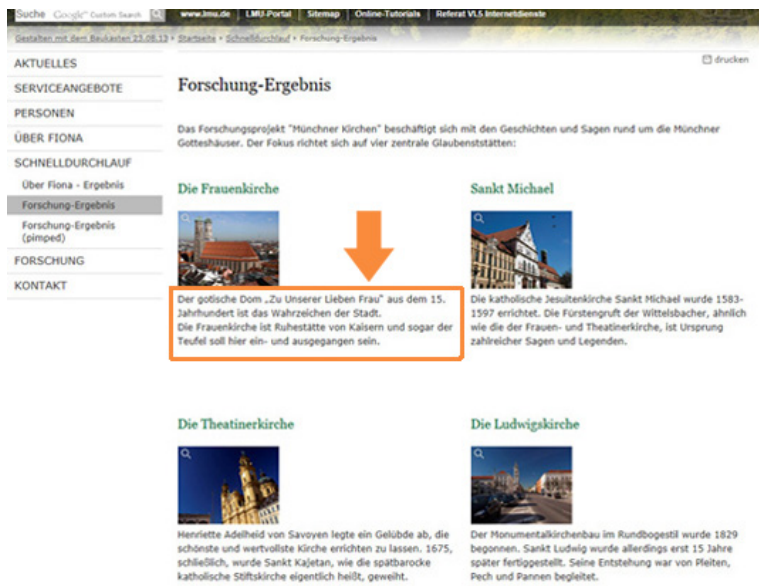 Suche Google™ Custom Search www.lmu.de | LMU-Portal | Sitemap | Online-Tutorials | Referat VI.5 Internetdienste
Gestalten mit dem Baukasten 23.08.13 › Startseite › Schnelldurchlauf › Forschung-Ergebnis
drucken
AKTUELLES
SERVICEANGEBOTE
PERSONEN
ÜBER FIONA
SCHNELLDURCHLAUF
Über Fiona - Ergebnis
Forschung-Ergebnis
Forschung-Ergebnis
(pimped)
FORSCHUNG
KONTAKT
Forschung-Ergebnis
Das Forschungsprojekt "Münchner Kirchen" beschäftigt sich mit den Geschichten und Sagen rund um die Münchner
Gotteshäuser. Der Fokus richtet sich auf vier zentrale Glaubenststätten:
Die Frauenkirche
Der gotische Dom „Zu Unserer Lieben Frau" aus dem 15.
Jahrhundert ist das Wahrzeichen der Stadt.
Die Frauenkirche ist Ruhestätte von Kaisern und sogar der
Teufel soll hier ein- und ausgegangen sein.
Sankt Michael
Die katholische Jesuitenkirche Sankt Michael wurde 1583-
1597 errichtet. Die Fürstengruft der Wittelsbacher, ähnlich
wie die der Frauen- und Theatinerkirche, ist Ursprung
zahlreicher Sagen und Legenden.
Die Theatinerkirche
Henriette Adelheid von Savoyen legte ein Gelübde ab, die
schönste und wertvollste Kirche errichten zu lassen. 1675,
schließlich, wurde Sankt Kajetan, wie die spätbarocke
katholische Stiftskirche eigentlich heißt, geweiht.
Die Ludwigskirche
Der Monumentalkirchenbau im Rundbogestil wurde 1829
begonnen. Sankt Ludwig wurde allerdings erst 15 Jahre
später fertiggestellt. Seine Entstehung war von Pleiten,
Pech und Pannen begleitet.